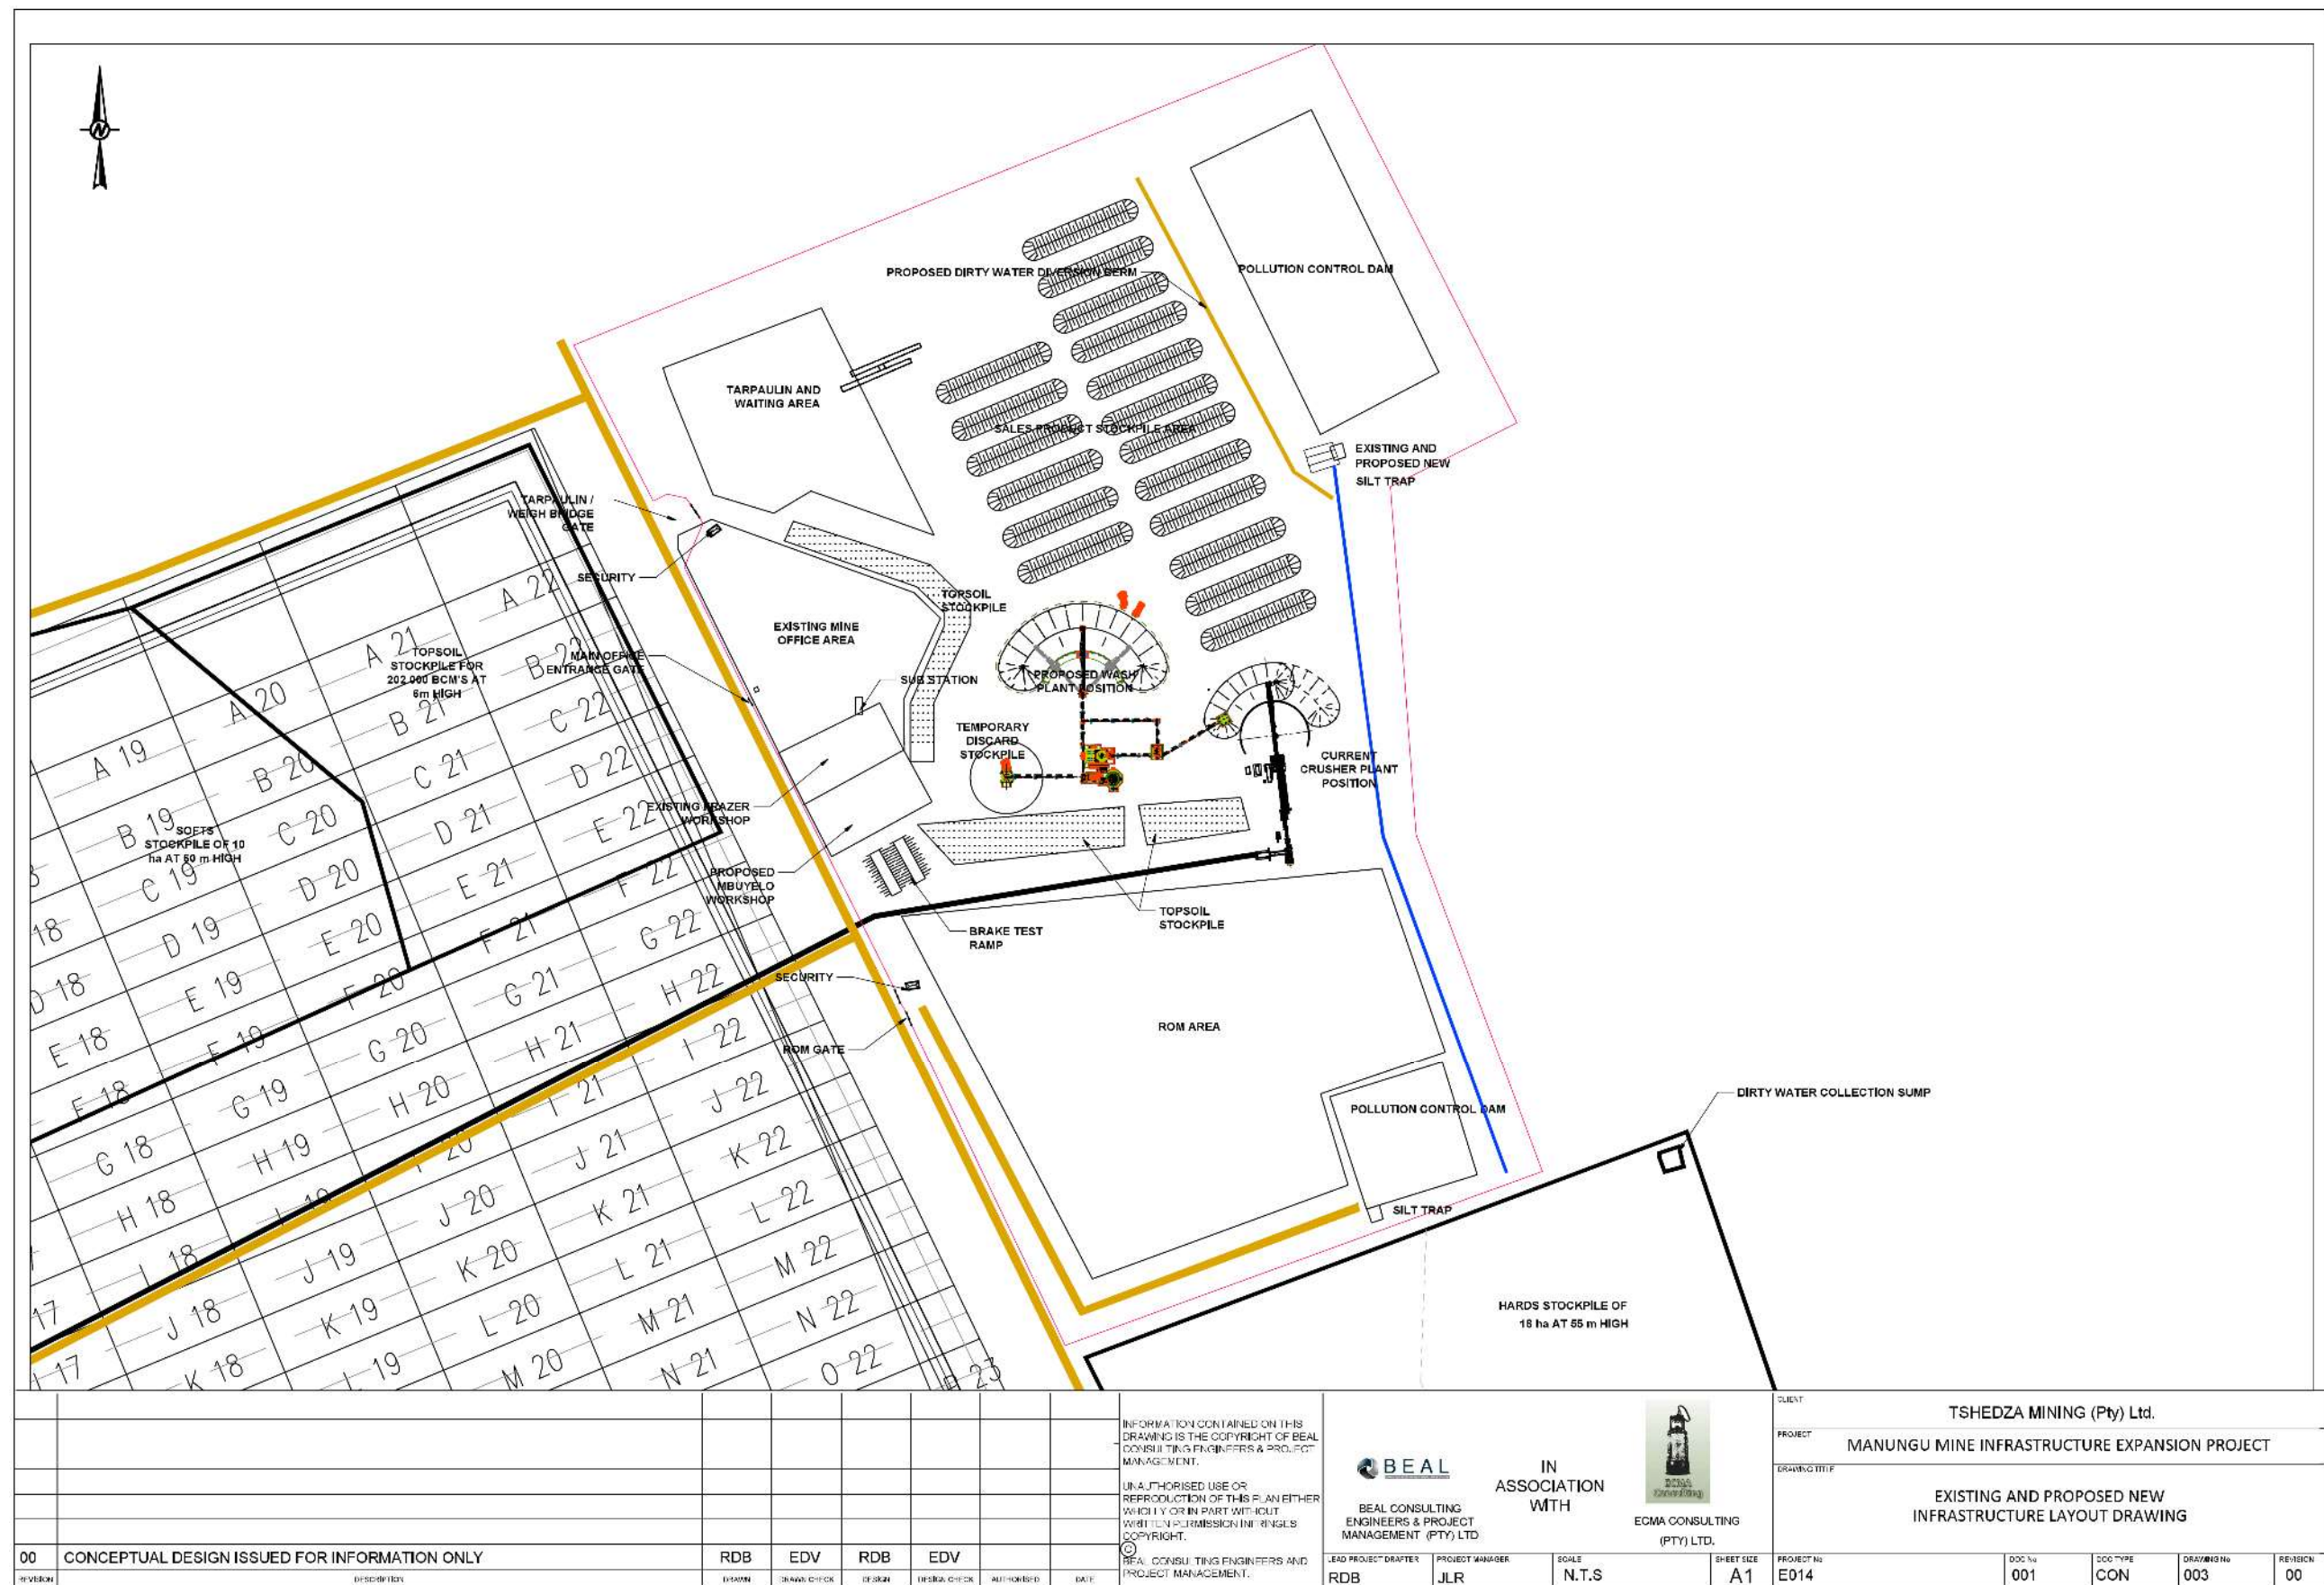 N
PROPOSED DIRTY WATER DIVERSION BERM
POLLUTION CONTROL DAM
TARPAULIN AND
WAITING AREA
SALES PRODUCT STOCKPILE AREA
EXISTING AND
PROPOSED NEW
SILT TRAP
TARPAULIN /
WEIGH BRIDGE
GATE
SECURITY
TOPSOIL
STOCKPILE
EXISTING MINE
OFFICE AREA
MAIN OFFICE
ENTRANCE GATE
SUB STATION
PROPOSED WASH
PLANT POSITION
TEMPORARY
DISCARD
STOCKPILE
CURRENT
CRUSHER PLANT
POSITION
EXISTING FRAZER
WORKSHOP
PROPOSED
MBUYELO
WORKSHOP
BRAKE TEST
RAMP
TOPSOIL
STOCKPILE
SECURITY
ROM GATE
ROM AREA
POLLUTION CONTROL DAM
SILT TRAP
DIRTY WATER COLLECTION SUMP
HARDS STOCKPILE OF
18 ha AT 55 m HIGH
TOPSOIL
STOCKPILE FOR
202 000 BCM'S AT
6m HIGH
SOFTS
STOCKPILE OF 10
ha AT 50 m HIGH
A 19
A 20
A 21
A 22
B 19
B 20
B 21
B 22
C 19
C 20
C 21
C 22
D 18
D 19
D 20
D 21
D 22
E 18
E 19
E 20
E 21
E 22
F 18
F 19
F 20
F 21
F 22
G 18
G 19
G 20
G 21
G 22
H 18
H 19
H 20
H 21
H 22
I 18
I 19
I 20
I 21
I 22
J 18
J 19
J 20
J 21
J 22
K 18
K 19
K 20
K 21
K 22
L 19
L 20
L 21
L 22
M 20
M 21
M 22
N 21
N 22
O 22
18
17
17
23
00 CONCEPTUAL DESIGN ISSUED FOR INFORMATION ONLY RDB EDV RDB EDV
REVISION DESCRIPTION DRAWN DRAWN CHECK DESIGN DESIGN CHECK AUTHORISED DATE
INFORMATION CONTAINED ON THIS
DRAWING IS THE COPYRIGHT OF BEAL
CONSULTING ENGINEERS & PROJECT
MANAGEMENT.
UNAUTHORISED USE OR
REPRODUCTION OF THIS PLAN EITHER
WHOLLY OR IN PART WITHOUT
WRITTEN PERMISSION INFRINGES
COPYRIGHT.
©
BEAL CONSULTING ENGINEERS AND
PROJECT MANAGEMENT.
BEAL
BEAL CONSULTING
ENGINEERS & PROJECT
MANAGEMENT (PTY) LTD
IN
ASSOCIATION
WITH
ECMA
Consulting
ECMA CONSULTING
(PTY) LTD.
LEAD PROJECT DRAFTER
RDB
PROJECT MANAGER
JLR
SCALE
N.T.S
SHEET SIZE
A1
CLIENT
TSHEDZA MINING (Pty) Ltd.
PROJECT
MANUNGU MINE INFRASTRUCTURE EXPANSION PROJECT
DRAWING TITLE
EXISTING AND PROPOSED NEW
INFRASTRUCTURE LAYOUT DRAWING
PROJECT No
E014
DOC No
001
DOC TYPE
CON
DRAWING No
003
REVISION
00